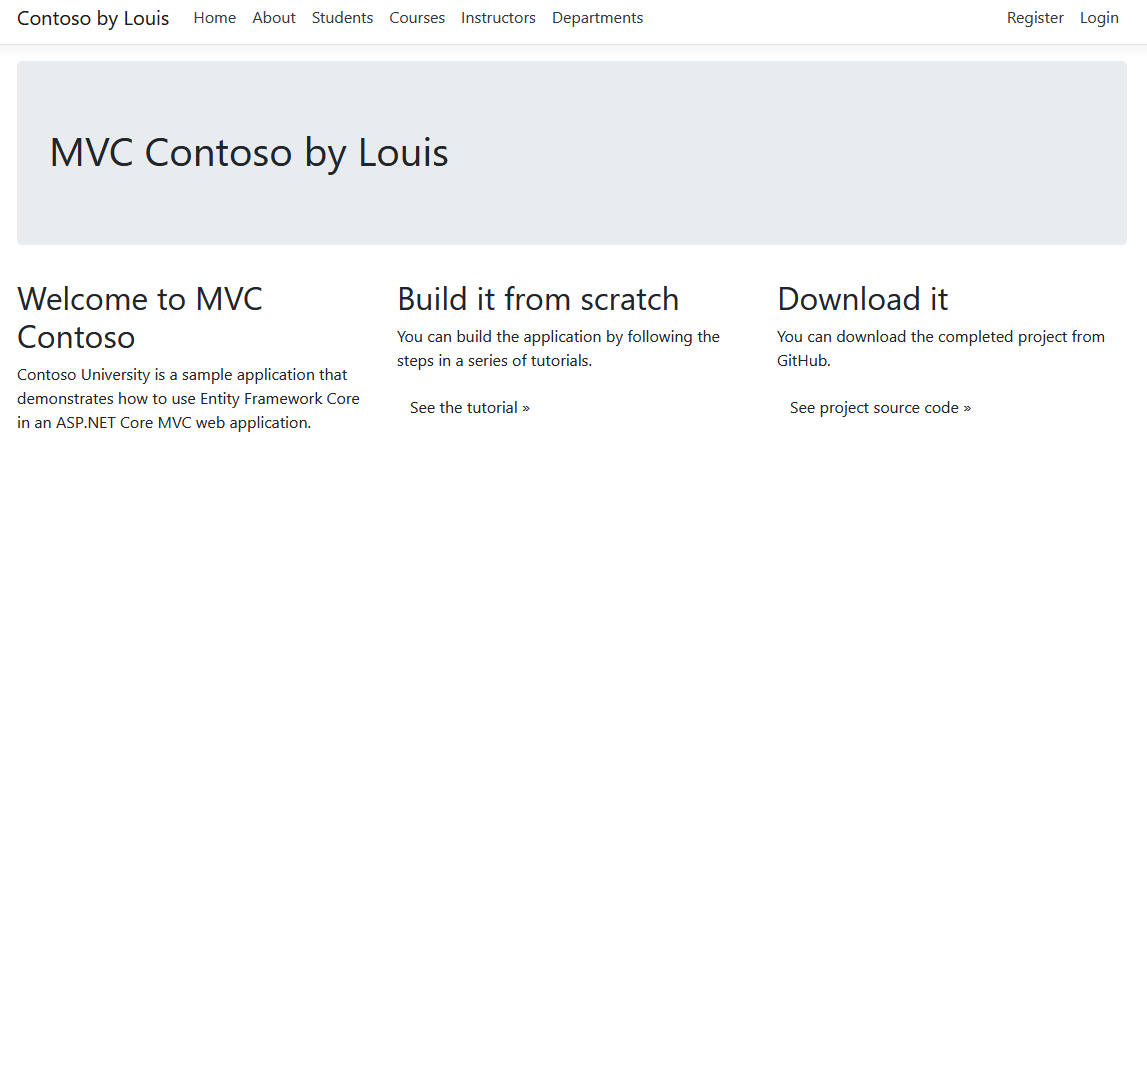 Contoso by Louis Home About Students Courses Instructors Departments Register Login
MVC Contoso by Louis
Welcome to MVC
Contoso
Contoso University is a sample application that
demonstrates how to use Entity Framework Core
in an ASP.NET Core MVC web application.
Build it from scratch
You can build the application by following the
steps in a series of tutorials.
See the tutorial »
Download it
You can download the completed project from
GitHub.
See project source code »